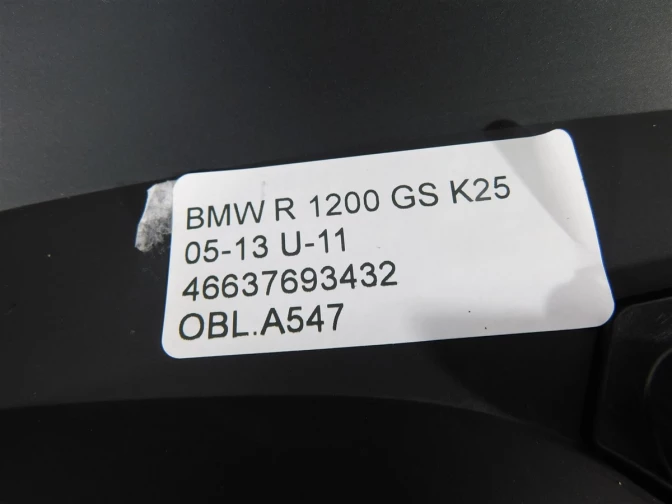 BMW R 1200 GS K25
05-13 U-11
46637693432
OBL.A547